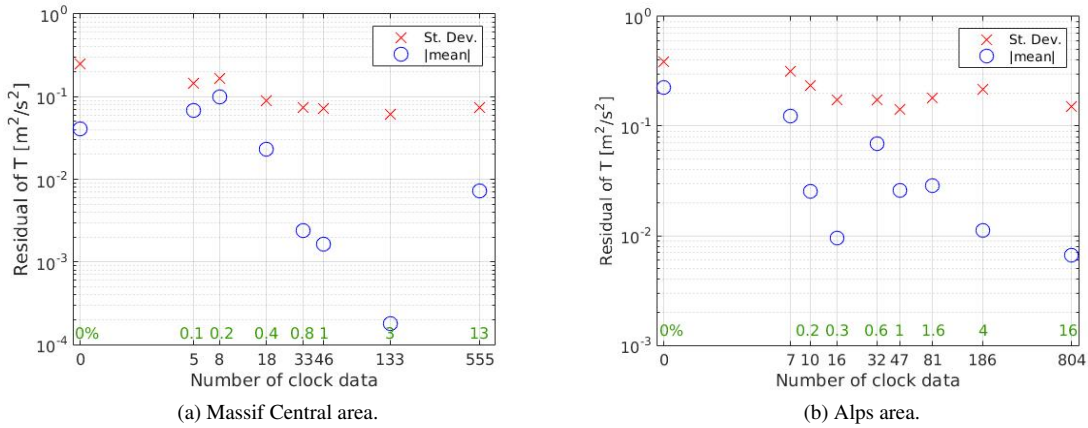 10^0
10^-1
10^-2
10^-3
10^-4
Residual of T [m^2/s^2]
St. Dev.
|mean|
0% 0.1 0.2 0.4 0.8 1 3 13
0 5 8 18 33 46 133 555
Number of clock data
(a) Massif Central area.
10^0
10^-1
10^-2
10^-3
Residual of T [m^2/s^2]
St. Dev.
|mean|
0% 0.2 0.3 0.6 1 1.6 4 16
0 7 10 16 32 47 81 186 804
Number of clock data
(b) Alps area.